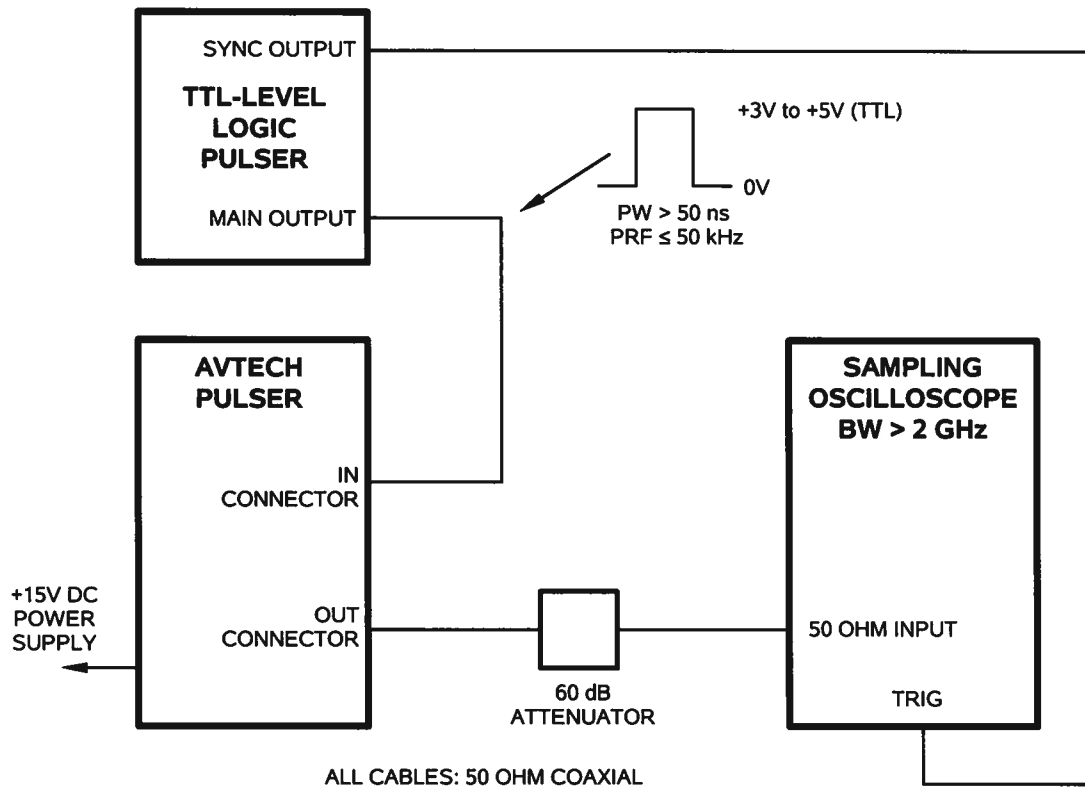 SYNC OUTPUT
TTL-LEVEL
LOGIC
PULSER
MAIN OUTPUT
+3V to +5V (TTL)
0V
PW > 50 ns
PRF ≤ 50 kHz
AVTECH
PULSER
IN
CONNECTOR
OUT
CONNECTOR
+15V DC
POWER
SUPPLY
60 dB
ATTENUATOR
SAMPLING
OSCILLOSCOPE
BW > 2 GHz
50 OHM INPUT
TRIG
ALL CABLES: 50 OHM COAXIAL